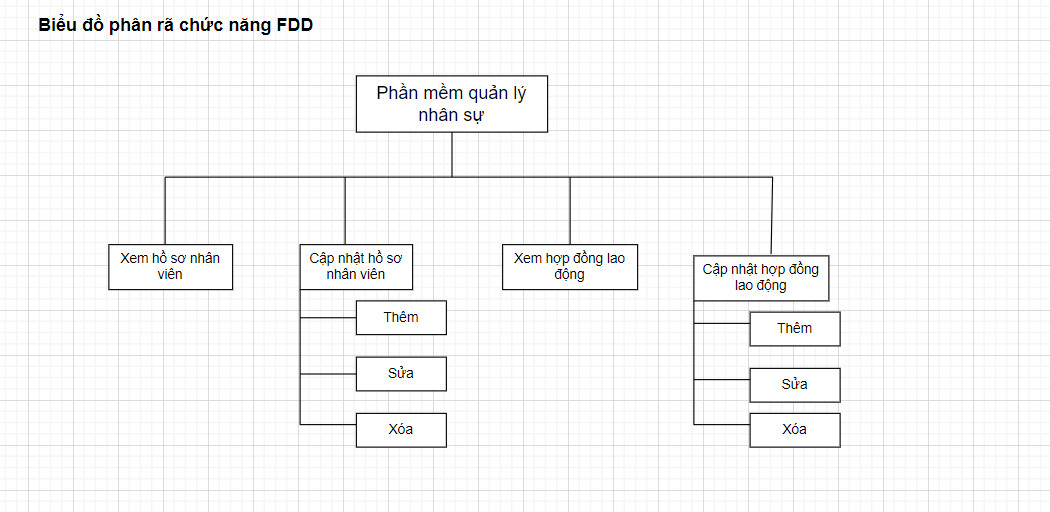 Biểu đồ phân rã chức năng FDD
Phần mềm quản lý
nhân sự
Xem hồ sơ nhân
viên
Cập nhật hồ sơ
nhân viên
Thêm
Sửa
Xóa
Xem hợp đồng lao
động
Cập nhật hợp đồng
lao động
Thêm
Sửa
Xóa